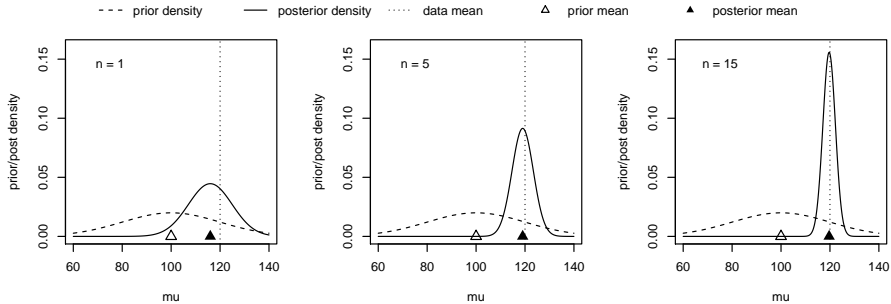 prior density posterior density data mean prior mean posterior mean
n = 1
prior/post density
0.00 0.05 0.10 0.15
60 80 100 120 140
mu
n = 5
prior/post density
0.00 0.05 0.10 0.15
60 80 100 120 140
mu
n = 15
prior/post density
0.00 0.05 0.10 0.15
60 80 100 120 140
mu